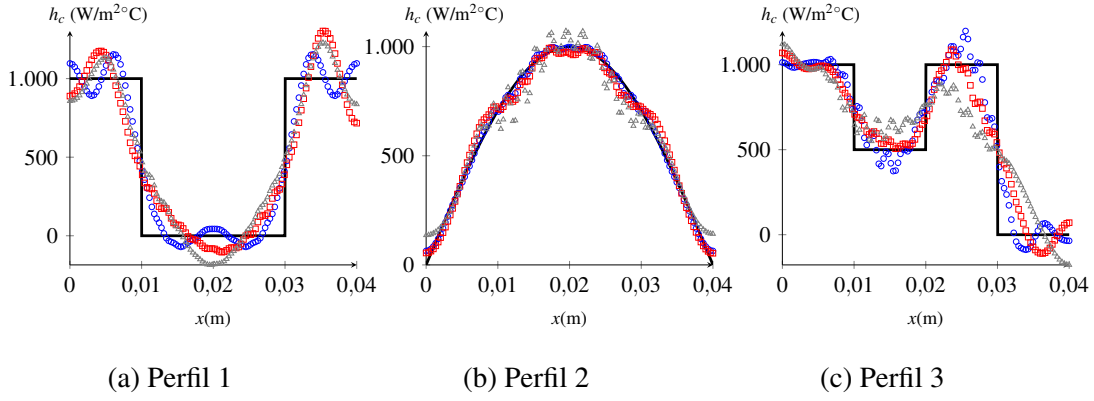 h_c (W/m²°C)
1.000
500
0
0 0,01 0,02 0,03 0,04
x(m)
(a) Perfil 1
h_c (W/m²°C)
1.000
500
0
0 0,01 0,02 0,03 0,04
x(m)
(b) Perfil 2
h_c (W/m²°C)
1.000
500
0
0 0,01 0,02 0,03 0,04
x(m)
(c) Perfil 3